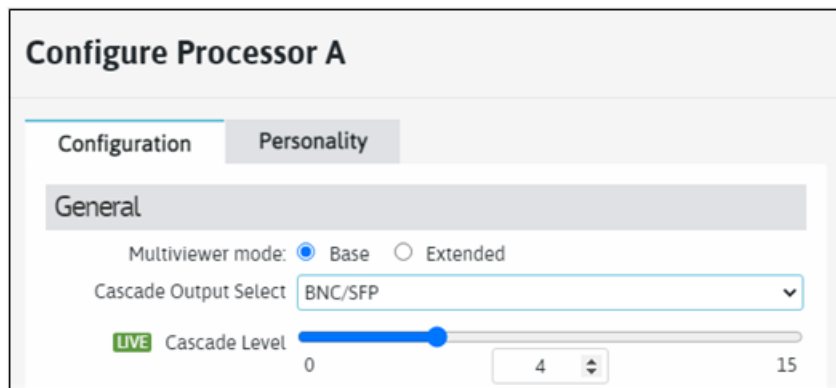 Configure Processor A
Configuration Personality
General
Multiviewer mode: Base Extended
Cascade Output Select BNC/SFP
LIVE Cascade Level
0 4 15